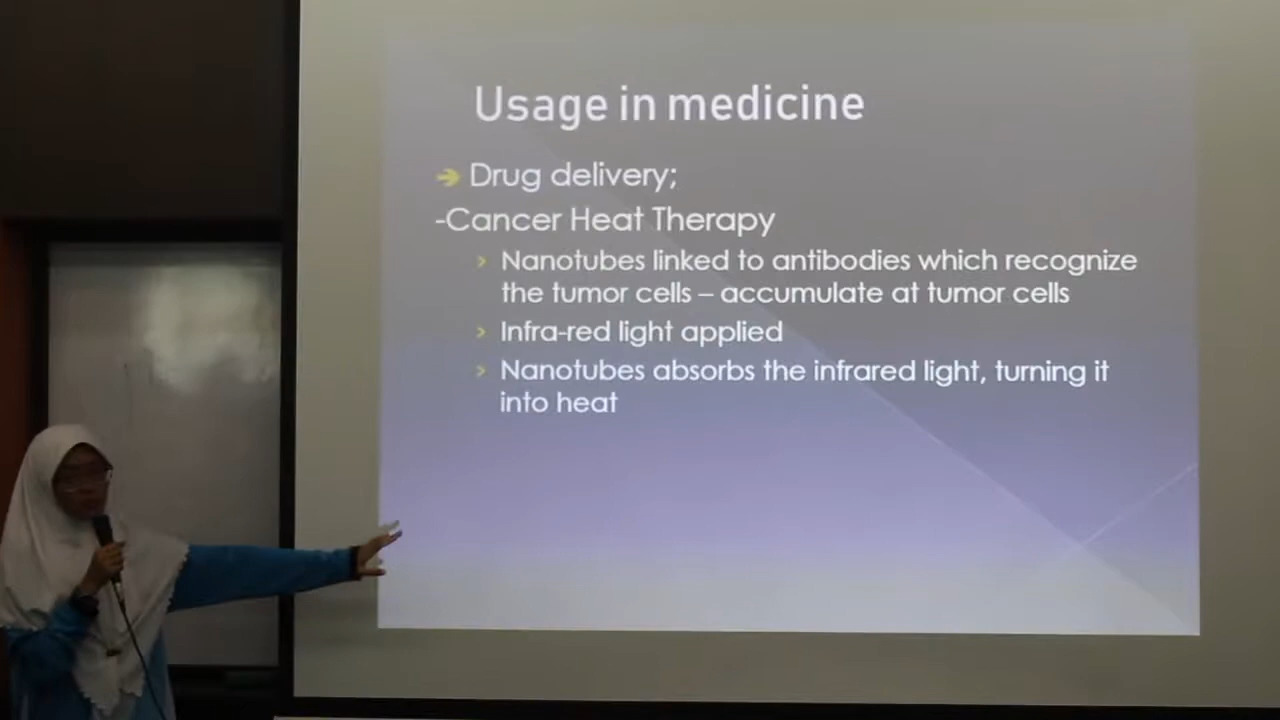 Usage in medicine
Drug delivery;
-Cancer Heat Therapy
Nanotubes linked to antibodies which recognize
the tumor cells – accumulate at tumor cells
Infra-red light applied
Nanotubes absorbs the infrared light, turning it
into heat